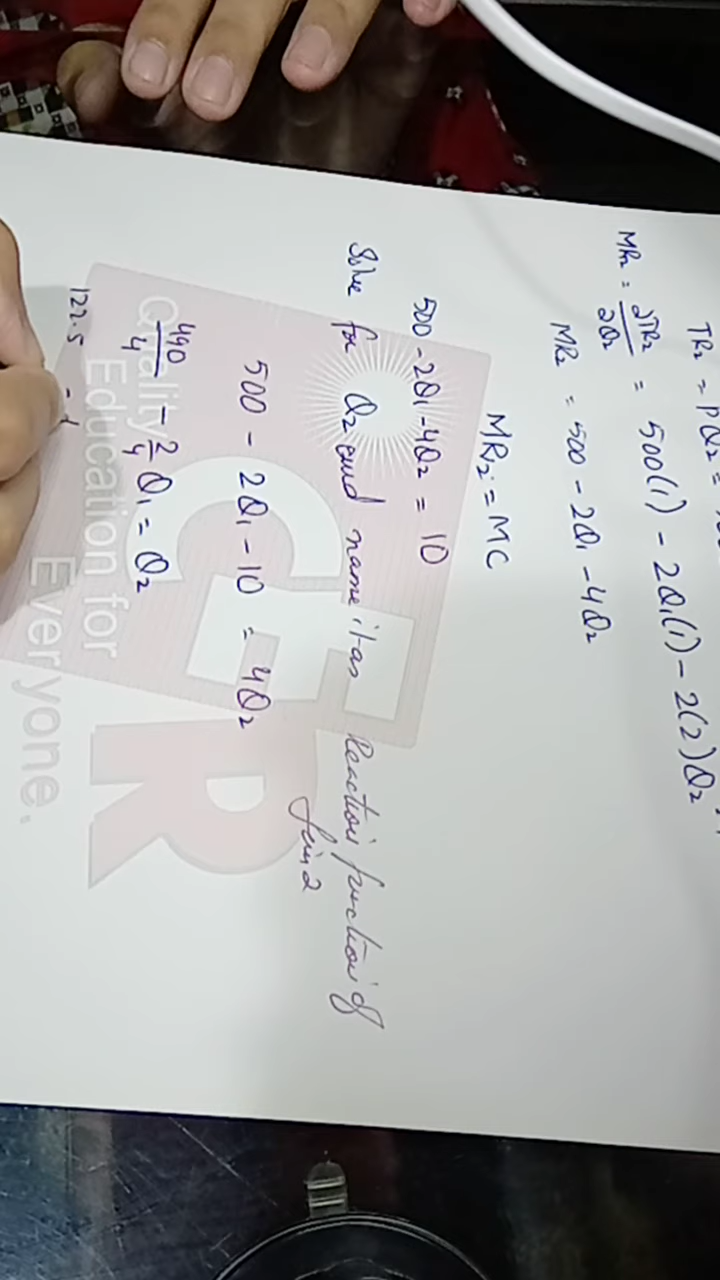 TR₂ = PQ₂ =
MR₂ = ∂TR₂/∂Q₂ = 500(1) - 2Q₁(1) - 2(2)Q₂
MR₂ = 500 - 2Q₁ - 4Q₂
MR₂ = MC
500 - 2Q₁ - 4Q₂ = 10
Solve for Q₂ and name it as Reaction function of
firm 2
500 - 2Q₁ - 10 = 4Q₂
490/4 - 2/4 Q₁ = Q₂
122.5 -
CER
Quality
Education for
Everyone.